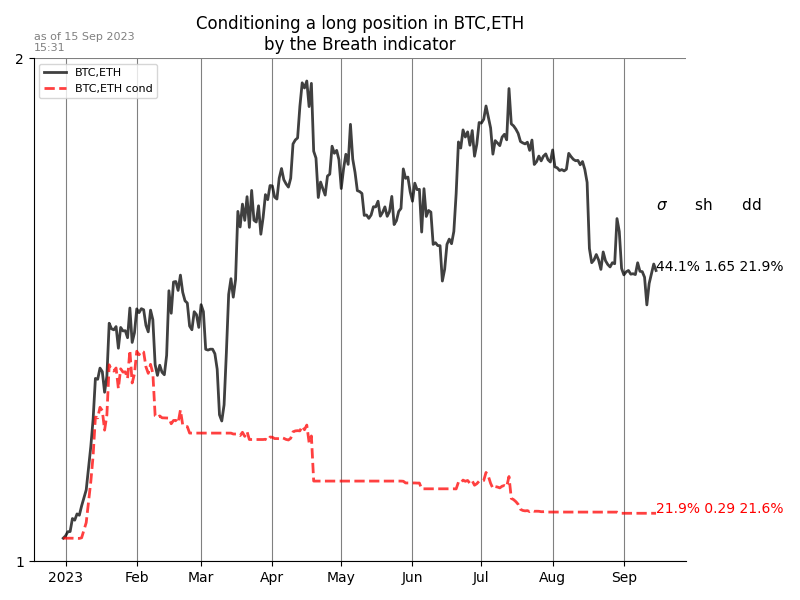 Conditioning a long position in BTC,ETH
by the Breath indicator
as of 15 Sep 2023
15:31
2
BTC,ETH
BTC,ETH cond
σ sh dd
44.1% 1.65 21.9%
21.9% 0.29 21.6%
1
2023 Feb Mar Apr May Jun Jul Aug Sep